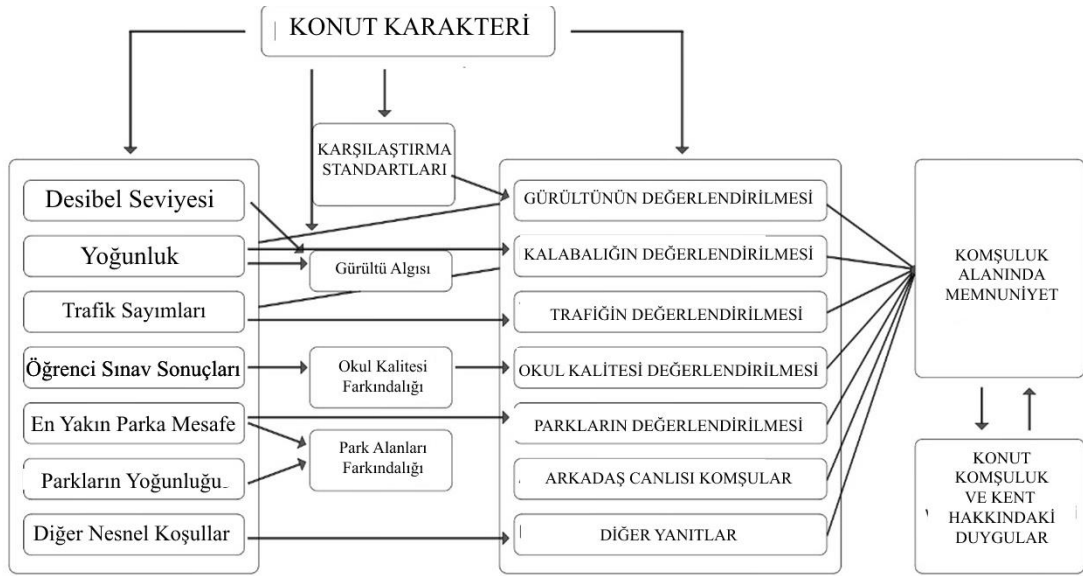 KONUT KARAKTERİ
KARŞILAŞTIRMA
STANDARTLARI
Desibel Seviyesi
Yoğunluk
Trafik Sayımları
Öğrenci Sınav Sonuçları
En Yakın Parka Mesafe
Parkların Yoğunluğu
Diğer Nesnel Koşullar
Gürültü Algısı
Okul Kalitesi
Farkındalığı
Park Alanları
Farkındalığı
GÜRÜLTÜNÜN DEĞERLENDİRİLMESİ
KALABALIĞIN DEĞERLENDİRİLMESİ
TRAFİĞİN DEĞERLENDİRİLMESİ
OKUL KALİTESİ DEĞERLENDİRİLMESİ
PARKLARIN DEĞERLENDİRİLMESİ
ARKADAŞ CANLISI KOMŞULAR
DİĞER YANITLAR
KOMŞULUK
ALANINDA
MEMNUNİYET
KONUT
KOMŞULUK
VE KENT
HAKKINDAKİ
DUYGULAR